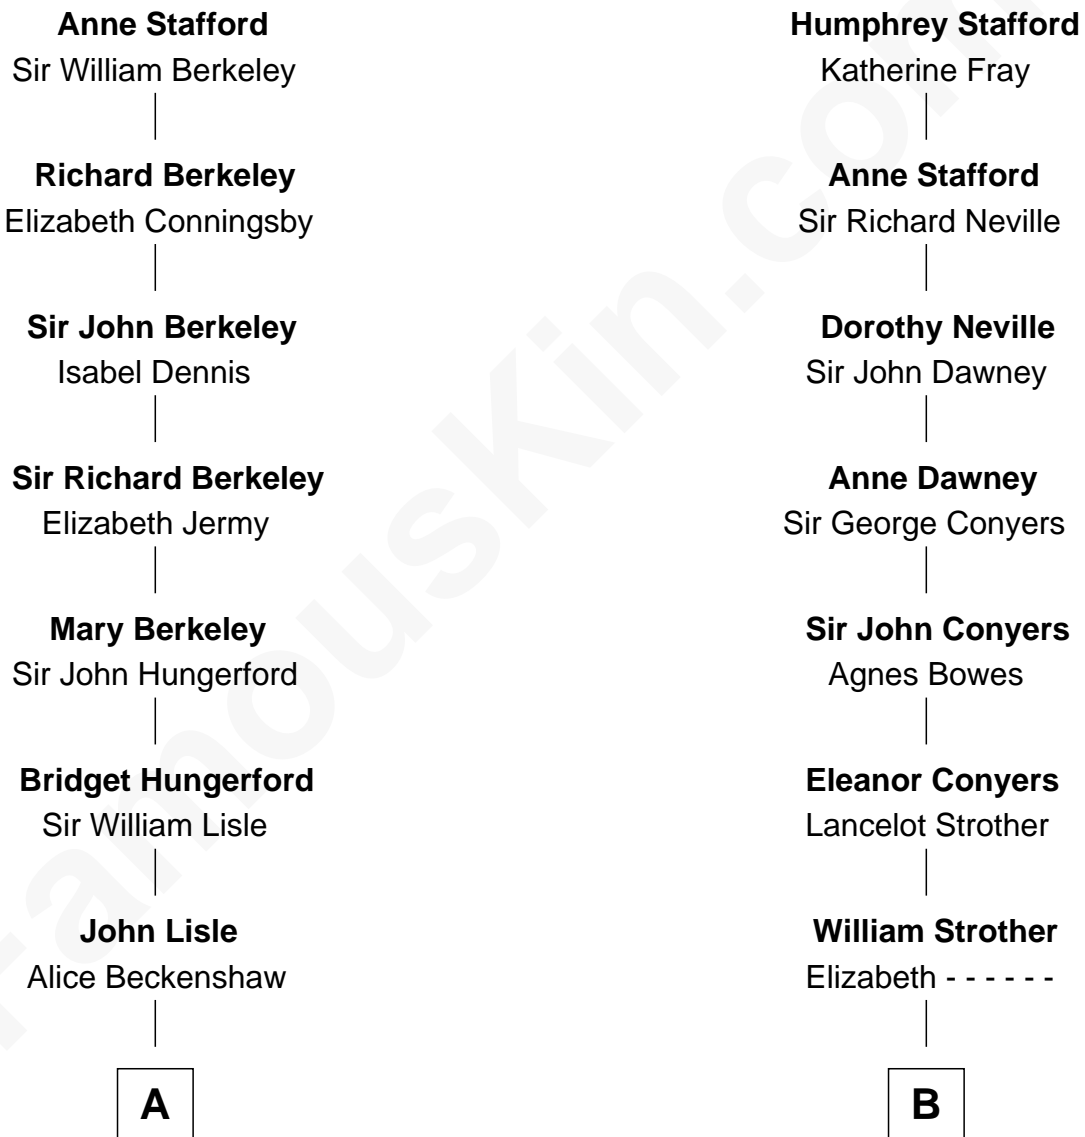 Anne Stafford
Sir William Berkeley
Richard Berkeley
Elizabeth Conningsby
Sir John Berkeley
Isabel Dennis
Sir Richard Berkeley
Elizabeth Jermy
Mary Berkeley
Sir John Hungerford
Bridget Hungerford
Sir William Lisle
John Lisle
Alice Beckenshaw
A
Humphrey Stafford
Katherine Fray
Anne Stafford
Sir Richard Neville
Dorothy Neville
Sir John Dawney
Anne Dawney
Sir George Conyers
Sir John Conyers
Agnes Bowes
Eleanor Conyers
Lancelot Strother
William Strother
Elizabeth - - - - - -
B
FamousKin.com